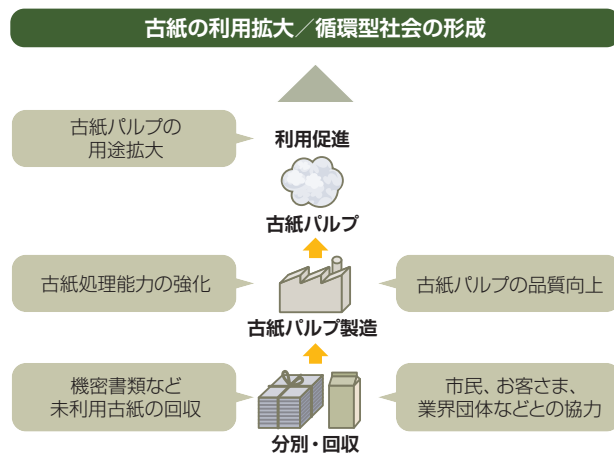 古紙の利用拡大／循環型社会の形成
古紙パルプの
用途拡大
利用促進
古紙パルプ
古紙処理能力の強化
古紙パルプの品質向上
古紙パルプ製造
機密書類など
未利用古紙の回収
市民、お客さま、
業界団体などとの協力
分別・回収